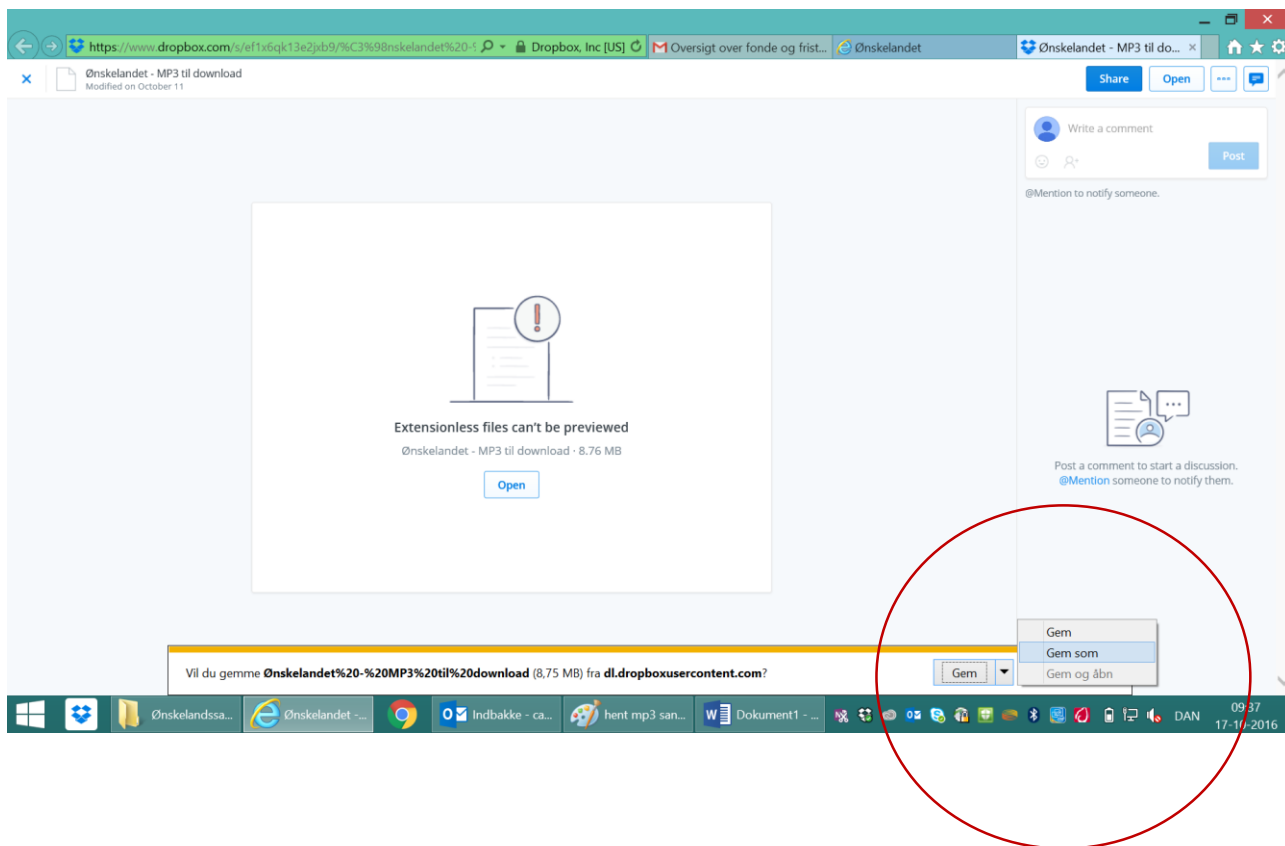 https://www.dropbox.com/s/ef1x6qk13e2jxb9/%C3%98nskelandet%20-
Dropbox, Inc [US]
Oversigt over fonde og frist...
Ønskelandet
Ønskelandet - MP3 til do...
Ønskelandet - MP3 til download
Modified on October 11
Share
Open
Write a comment
Post
@Mention to notify someone.
Extensionless files can't be previewed
Ønskelandet - MP3 til download · 8.76 MB
Open
Post a comment to start a discussion.
@Mention someone to notify them.
Vil du gemme Ønskelandet%20-%20MP3%20til%20download (8,75 MB) fra dl.dropboxusercontent.com?
Gem
Gem
Gem som
Gem og åbn
Ønskelandssa...
Ønskelandet -...
Indbakke - ca...
hent mp3 san...
Dokument1 - ...
DAN
09:37
17-10-2016